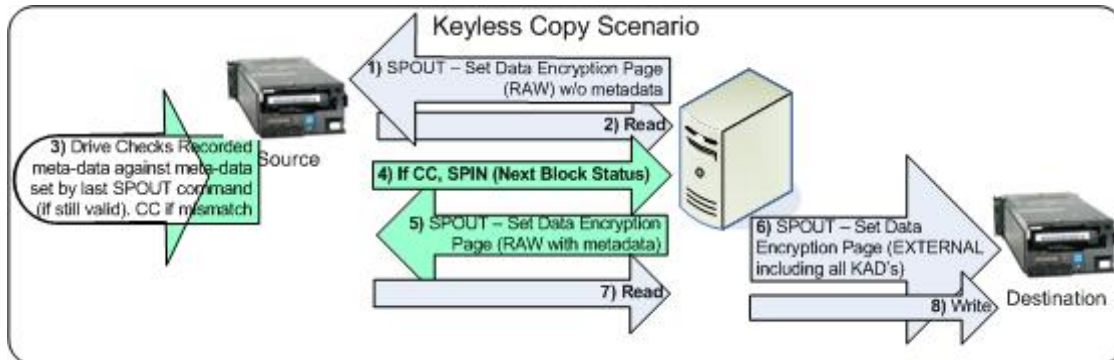 Keyless Copy Scenario
1) SPOUT – Set Data Encryption Page
(RAW) w/o metadata
2) Read
Source
3) Drive Checks Recorded
meta-data against meta-data
set by last SPOUT command
(if still valid). CC if mismatch
4) If CC, SPIN (Next Block Status)
5) SPOUT – Set Data Encryption
Page (RAW with metadata)
6) SPOUT – Set Data
Encryption Page (EXTERNAL
including all KAD's)
7) Read
8) Write
Destination